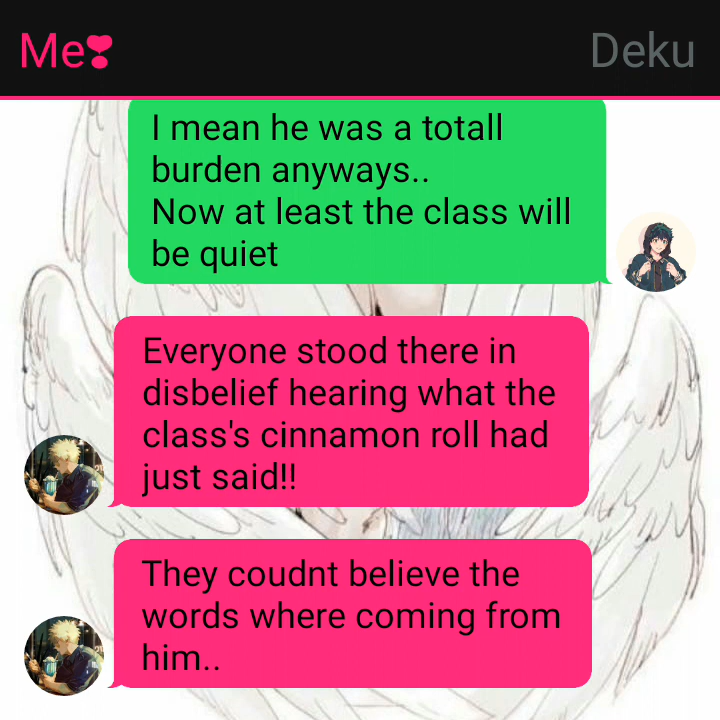 Me❣ Deku
I mean he was a totall
burden anyways..
Now at least the class will
be quiet
Everyone stood there in
disbelief hearing what the
class's cinnamon roll had
just said!!
They coudnt believe the
words where coming from
him..